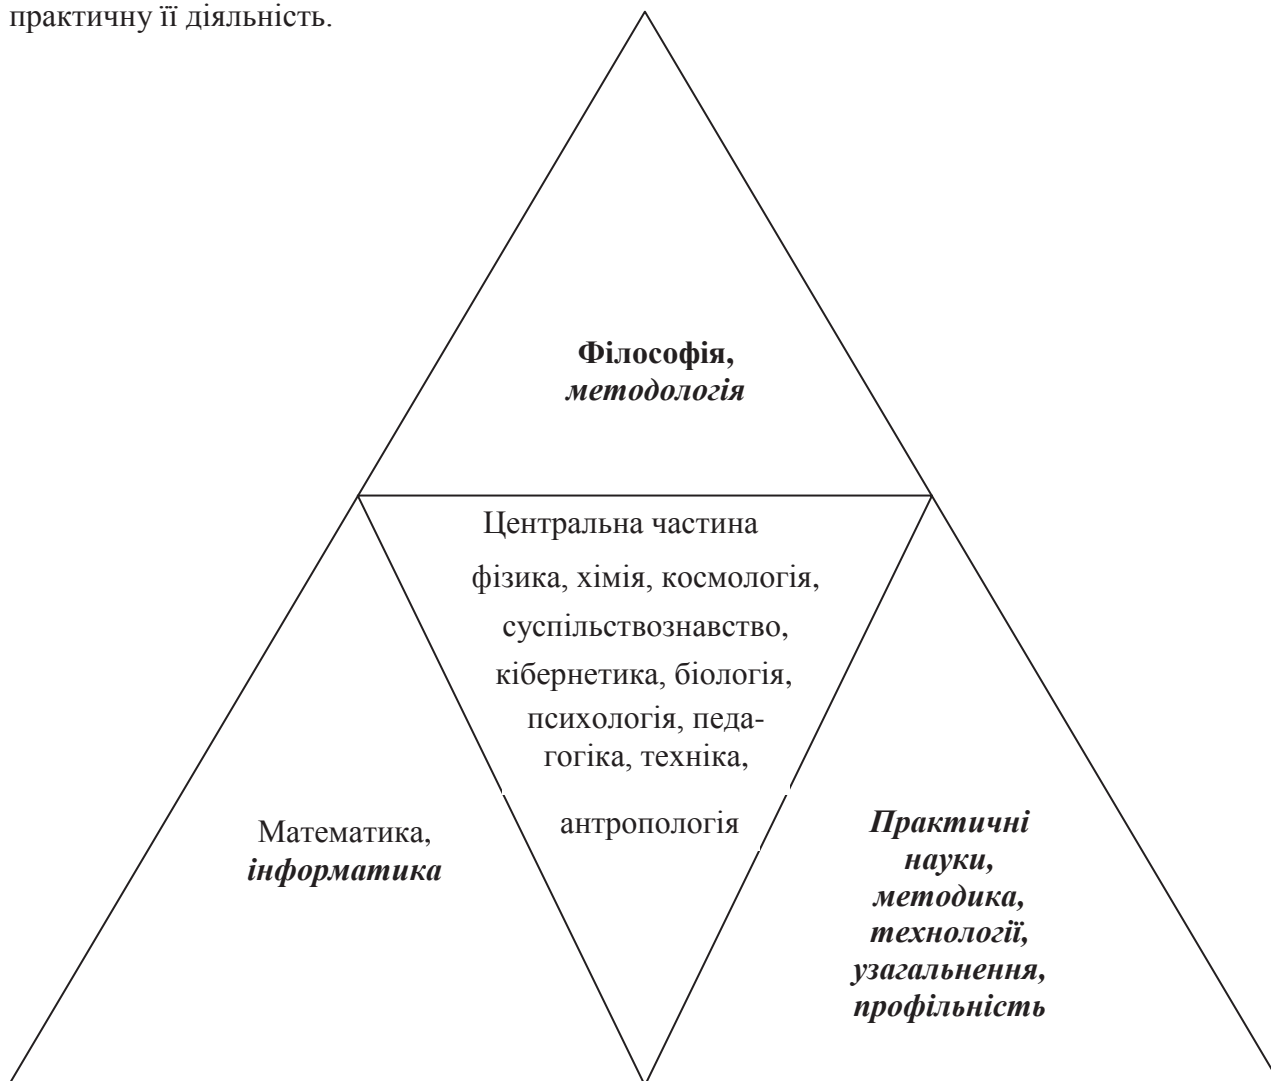 практичну її діяльність.
Філософія,
методологія
Центральна частина
фізика, хімія, космологія,
суспільствознавство,
кібернетика, біологія,
психологія, педа-
гогіка, техніка,
антропологія
Математика,
інформатика
Практичні
науки,
методика,
технології,
узагальнення,
профільність